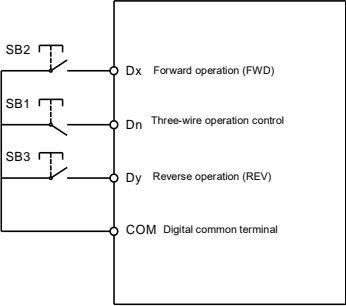 SB2
Dx Forward operation (FWD)
SB1
Dn Three-wire operation control
SB3
Dy Reverse operation (REV)
COM Digital common terminal